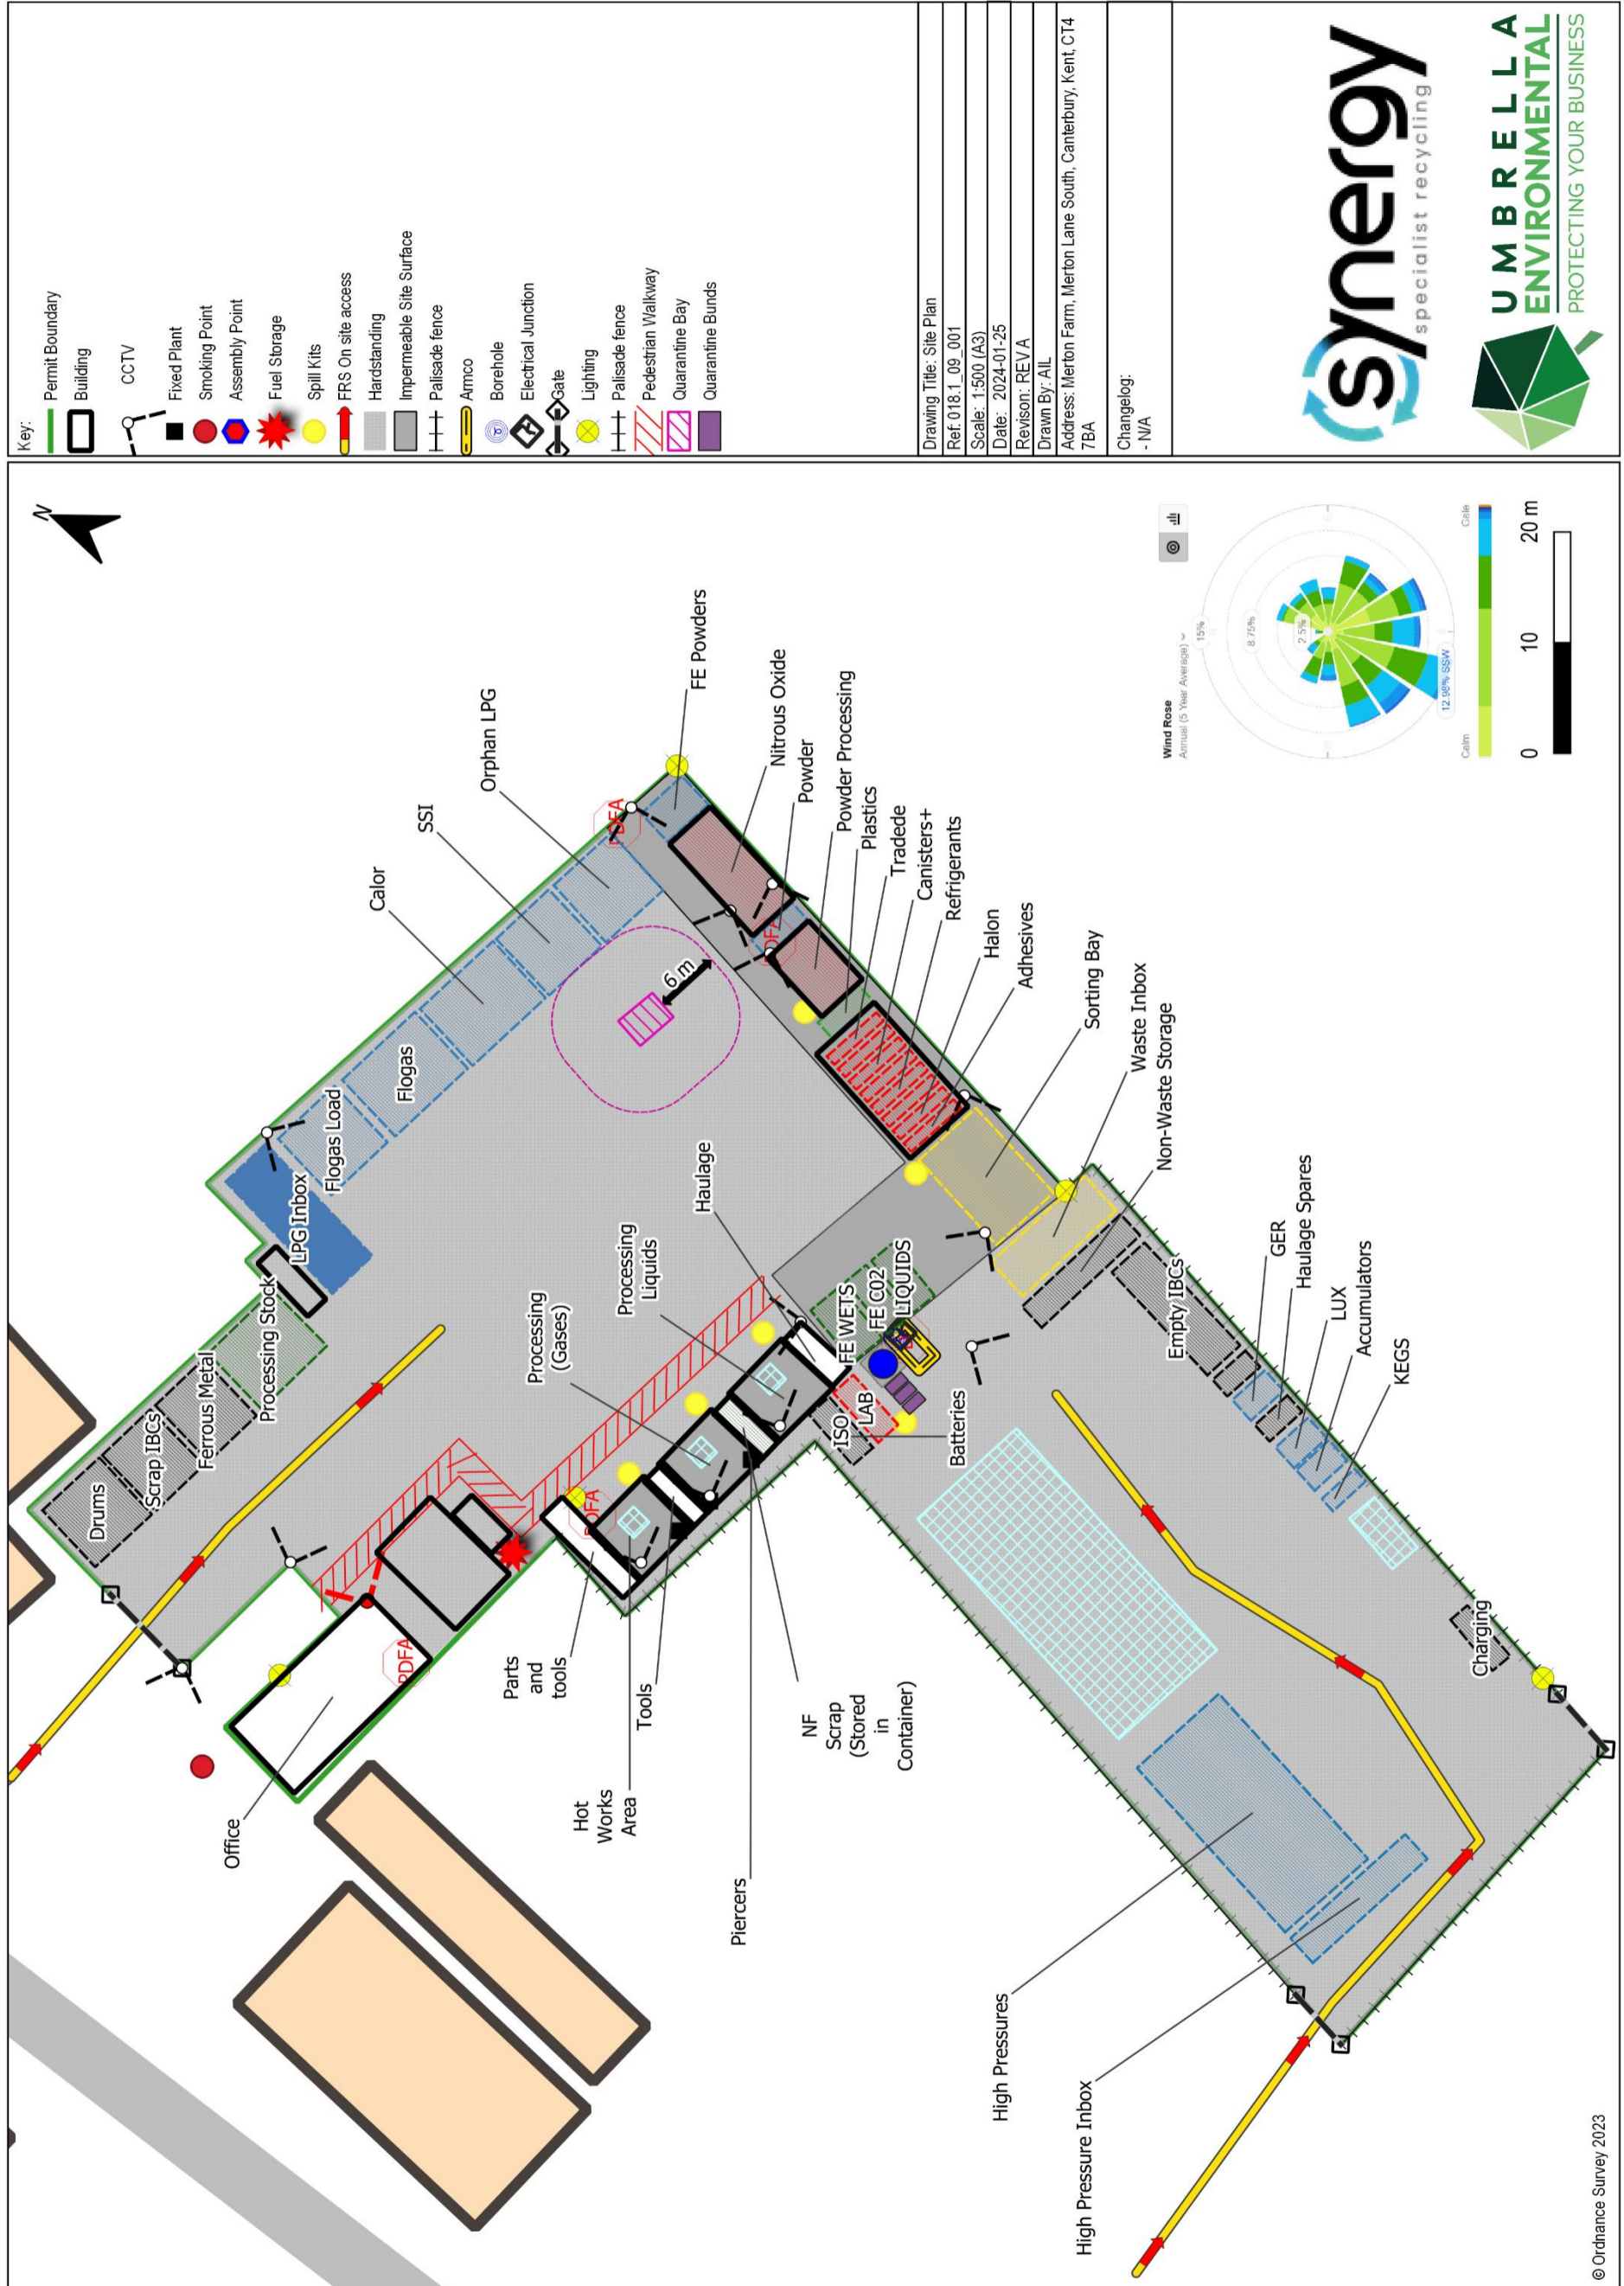 Key:
Permit Boundary
Building
CCTV
Fixed Plant
Smoking Point
Assembly Point
Fuel Storage
Spill Kits
FRS On site access
Hardstanding
Impermeable Site Surface
Palisade fence
Armco
Borehole
Electrical Junction
Gate
Lighting
Palisade fence
Pedestrian Walkway
Quarantine Bay
Quarantine Bunds
Drawing Title: Site Plan
Ref: 018.1_09_001
Scale: 1:500 (A3)
Date: 2024-01-25
Revison: REV A
Drawn By: AIL
Address: Merton Farm, Merton Lane South, Canterbury, Kent, CT4
7BA
Changelog:
- N/A
synergy
specialist recycling
UMBRELLA
ENVIRONMENTAL
PROTECTING YOUR BUSINESS
N
Drums
Scrap IBCs
Ferrous Metal
Processing Stock
LPG Inbox
Flogas Load
Flogas
Calor
SSI
Orphan LPG
PDFA
FE Powders
Nitrous Oxide
Powder
PDFA
Powder Processing
Plastics
Tradede
Canisters+
Refrigerants
Halon
Adhesives
Sorting Bay
Waste Inbox
Non-Waste Storage
6 m
Haulage
Processing
Liquids
Processing
(Gases)
FE WETS
FE C02
LIQUIDS
ISO
LAB
Batteries
Empty IBCs
GER
Haulage Spares
LUX
Accumulators
KEGS
Charging
PDFA
PDFA
Office
Parts
and
tools
Hot
Works
Area
Tools
Piercers
NF
Scrap
(Stored
in
Container)
High Pressures
High Pressure Inbox
Wind Rose
Annual (5 Year Average)
15%
8.75%
2.5%
12.98% SSW
Calm
Gale
0
10
20 m
© Ordnance Survey 2023